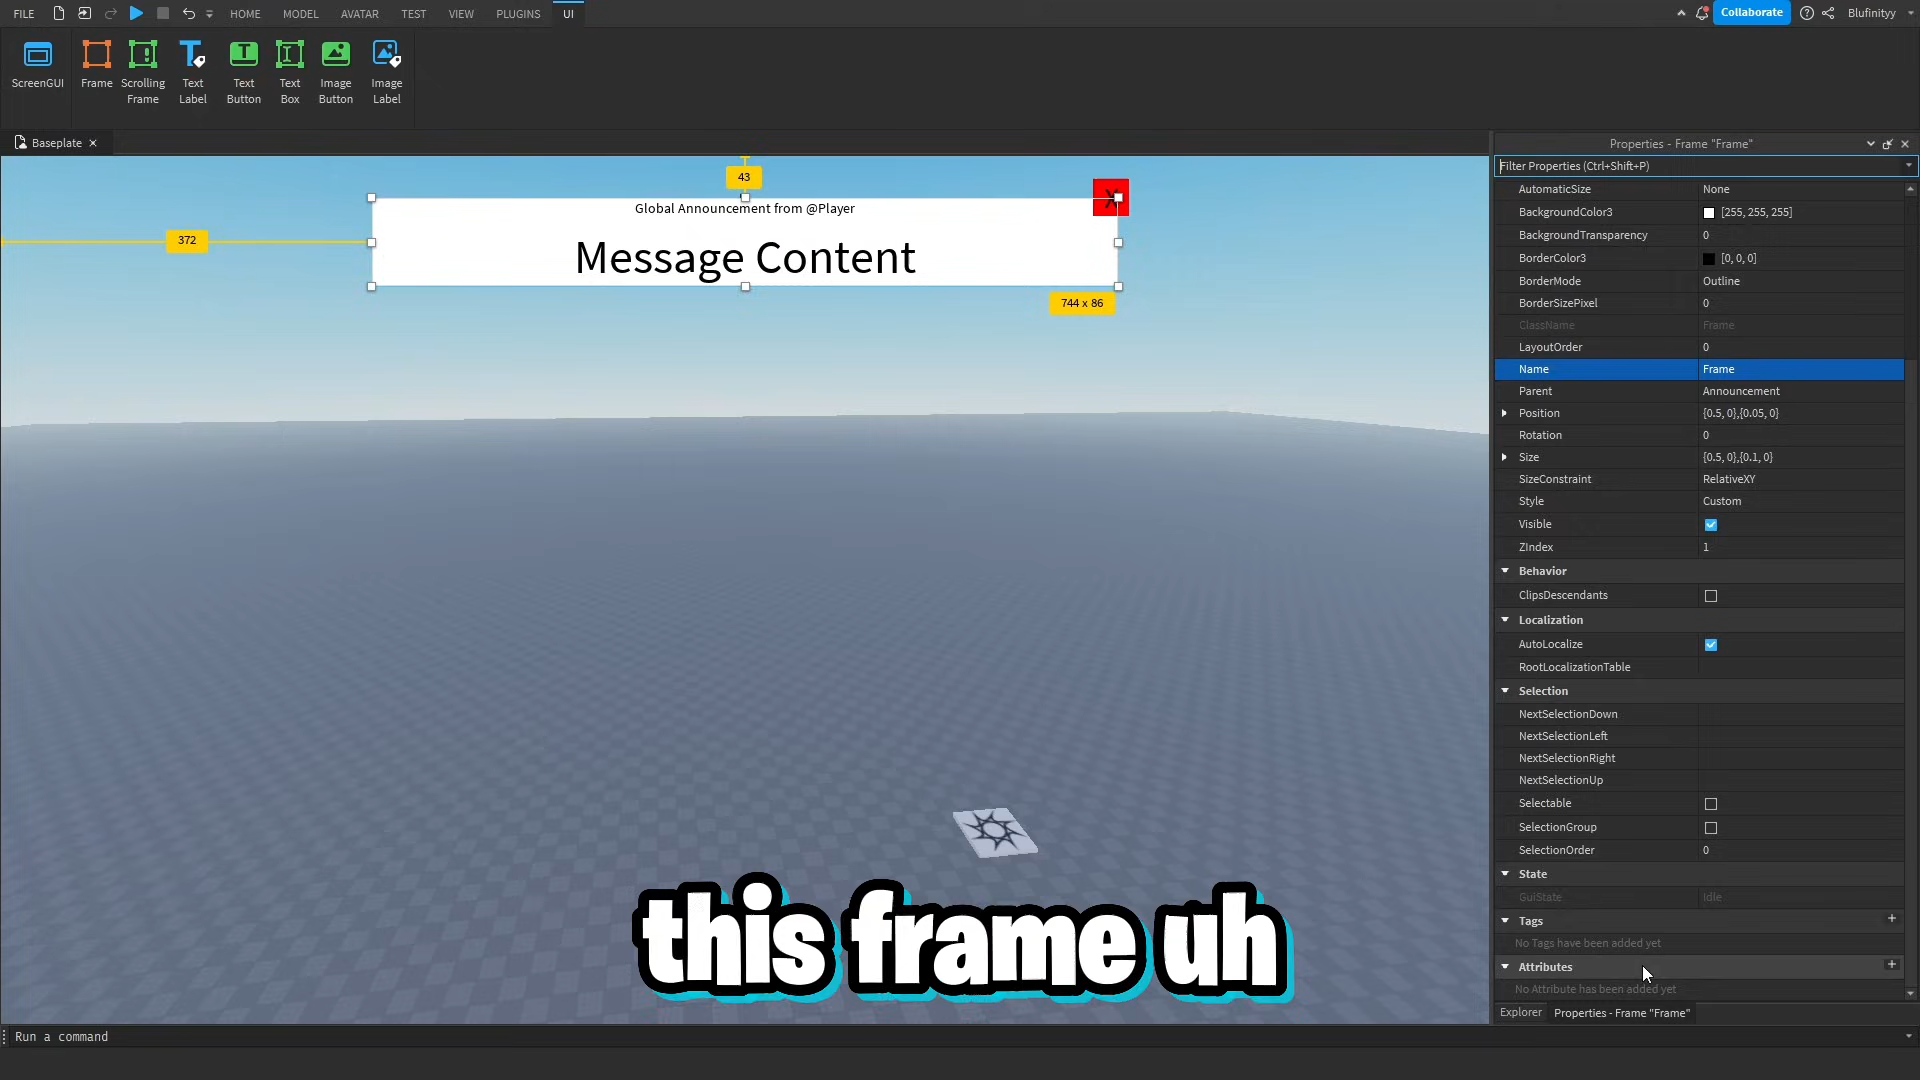 FILE
HOME
MODEL
AVATAR
TEST
VIEW
PLUGINS
UI
Collaborate
Blufinityy
ScreenGUI
Frame
Scrolling
Frame
Text
Label
Text
Button
Text
Box
Image
Button
Image
Label
Baseplate
43
372
Global Announcement from @Player
X
Message Content
744 x 86
Properties - Frame "Frame"
Filter Properties (Ctrl+Shift+P)
AutomaticSize None
BackgroundColor3 [255, 255, 255]
BackgroundTransparency 0
BorderColor3 [0, 0, 0]
BorderMode Outline
BorderSizePixel 0
ClassName Frame
LayoutOrder 0
Name Frame
Parent Announcement
Position {0.5, 0},{0.05, 0}
Rotation 0
Size {0.5, 0},{0.1, 0}
SizeConstraint RelativeXY
Style Custom
Visible
ZIndex 1
Behavior
ClipsDescendants
Localization
AutoLocalize
RootLocalizationTable
Selection
NextSelectionDown
NextSelectionLeft
NextSelectionRight
NextSelectionUp
Selectable
SelectionGroup
SelectionOrder 0
State
GuiState Idle
Tags
No Tags have been added yet
Attributes
No Attribute has been added yet
Explorer
Properties - Frame "Frame"
this frame uh
Run a command